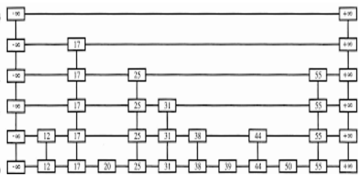 -∞ +∞
-∞ 17 +∞
-∞ 17 25 55 +∞
-∞ 17 25 31 55 +∞
-∞ 12 17 25 31 38 44 55 +∞
-∞ 12 17 20 25 31 38 39 44 50 55 +∞